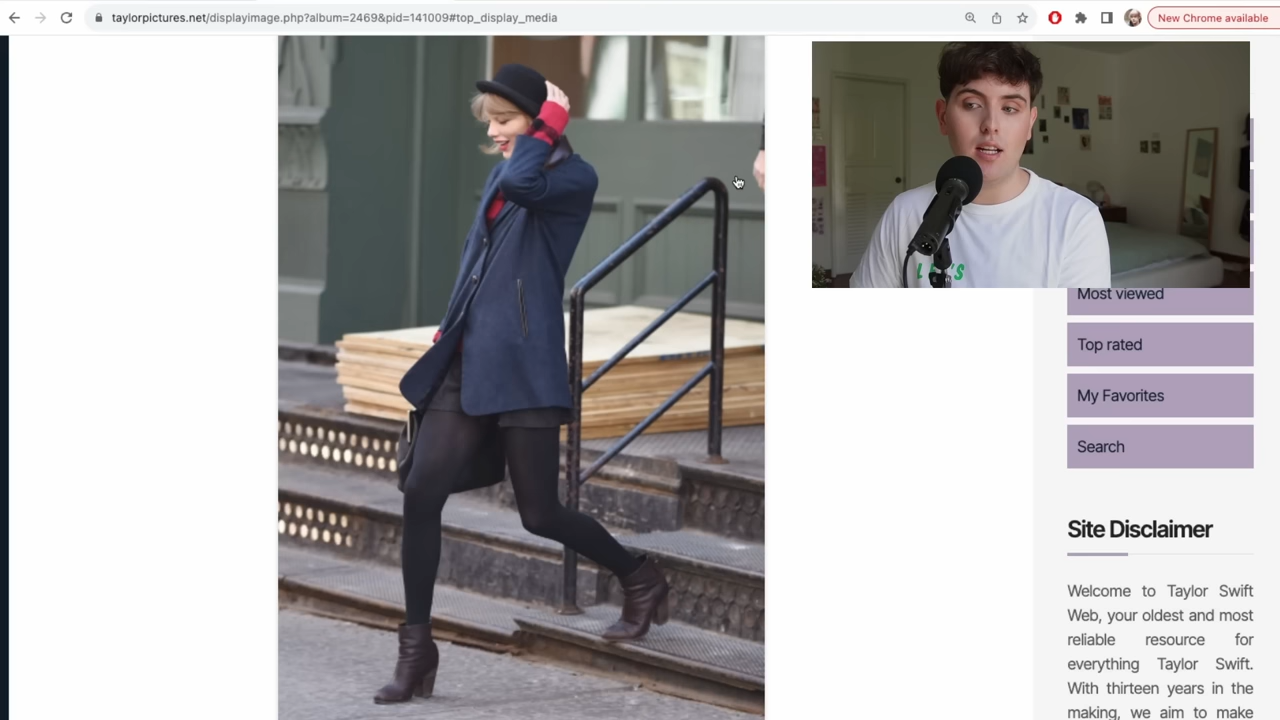 taylorpictures.net/displayimage.php?album=2469&pid=141009#top_display_media
New Chrome available
Most viewed
Top rated
My Favorites
Search
Site Disclaimer
Welcome to Taylor Swift
Web, your oldest and most
reliable resource for
everything Taylor Swift.
With thirteen years in the
making, we aim to make